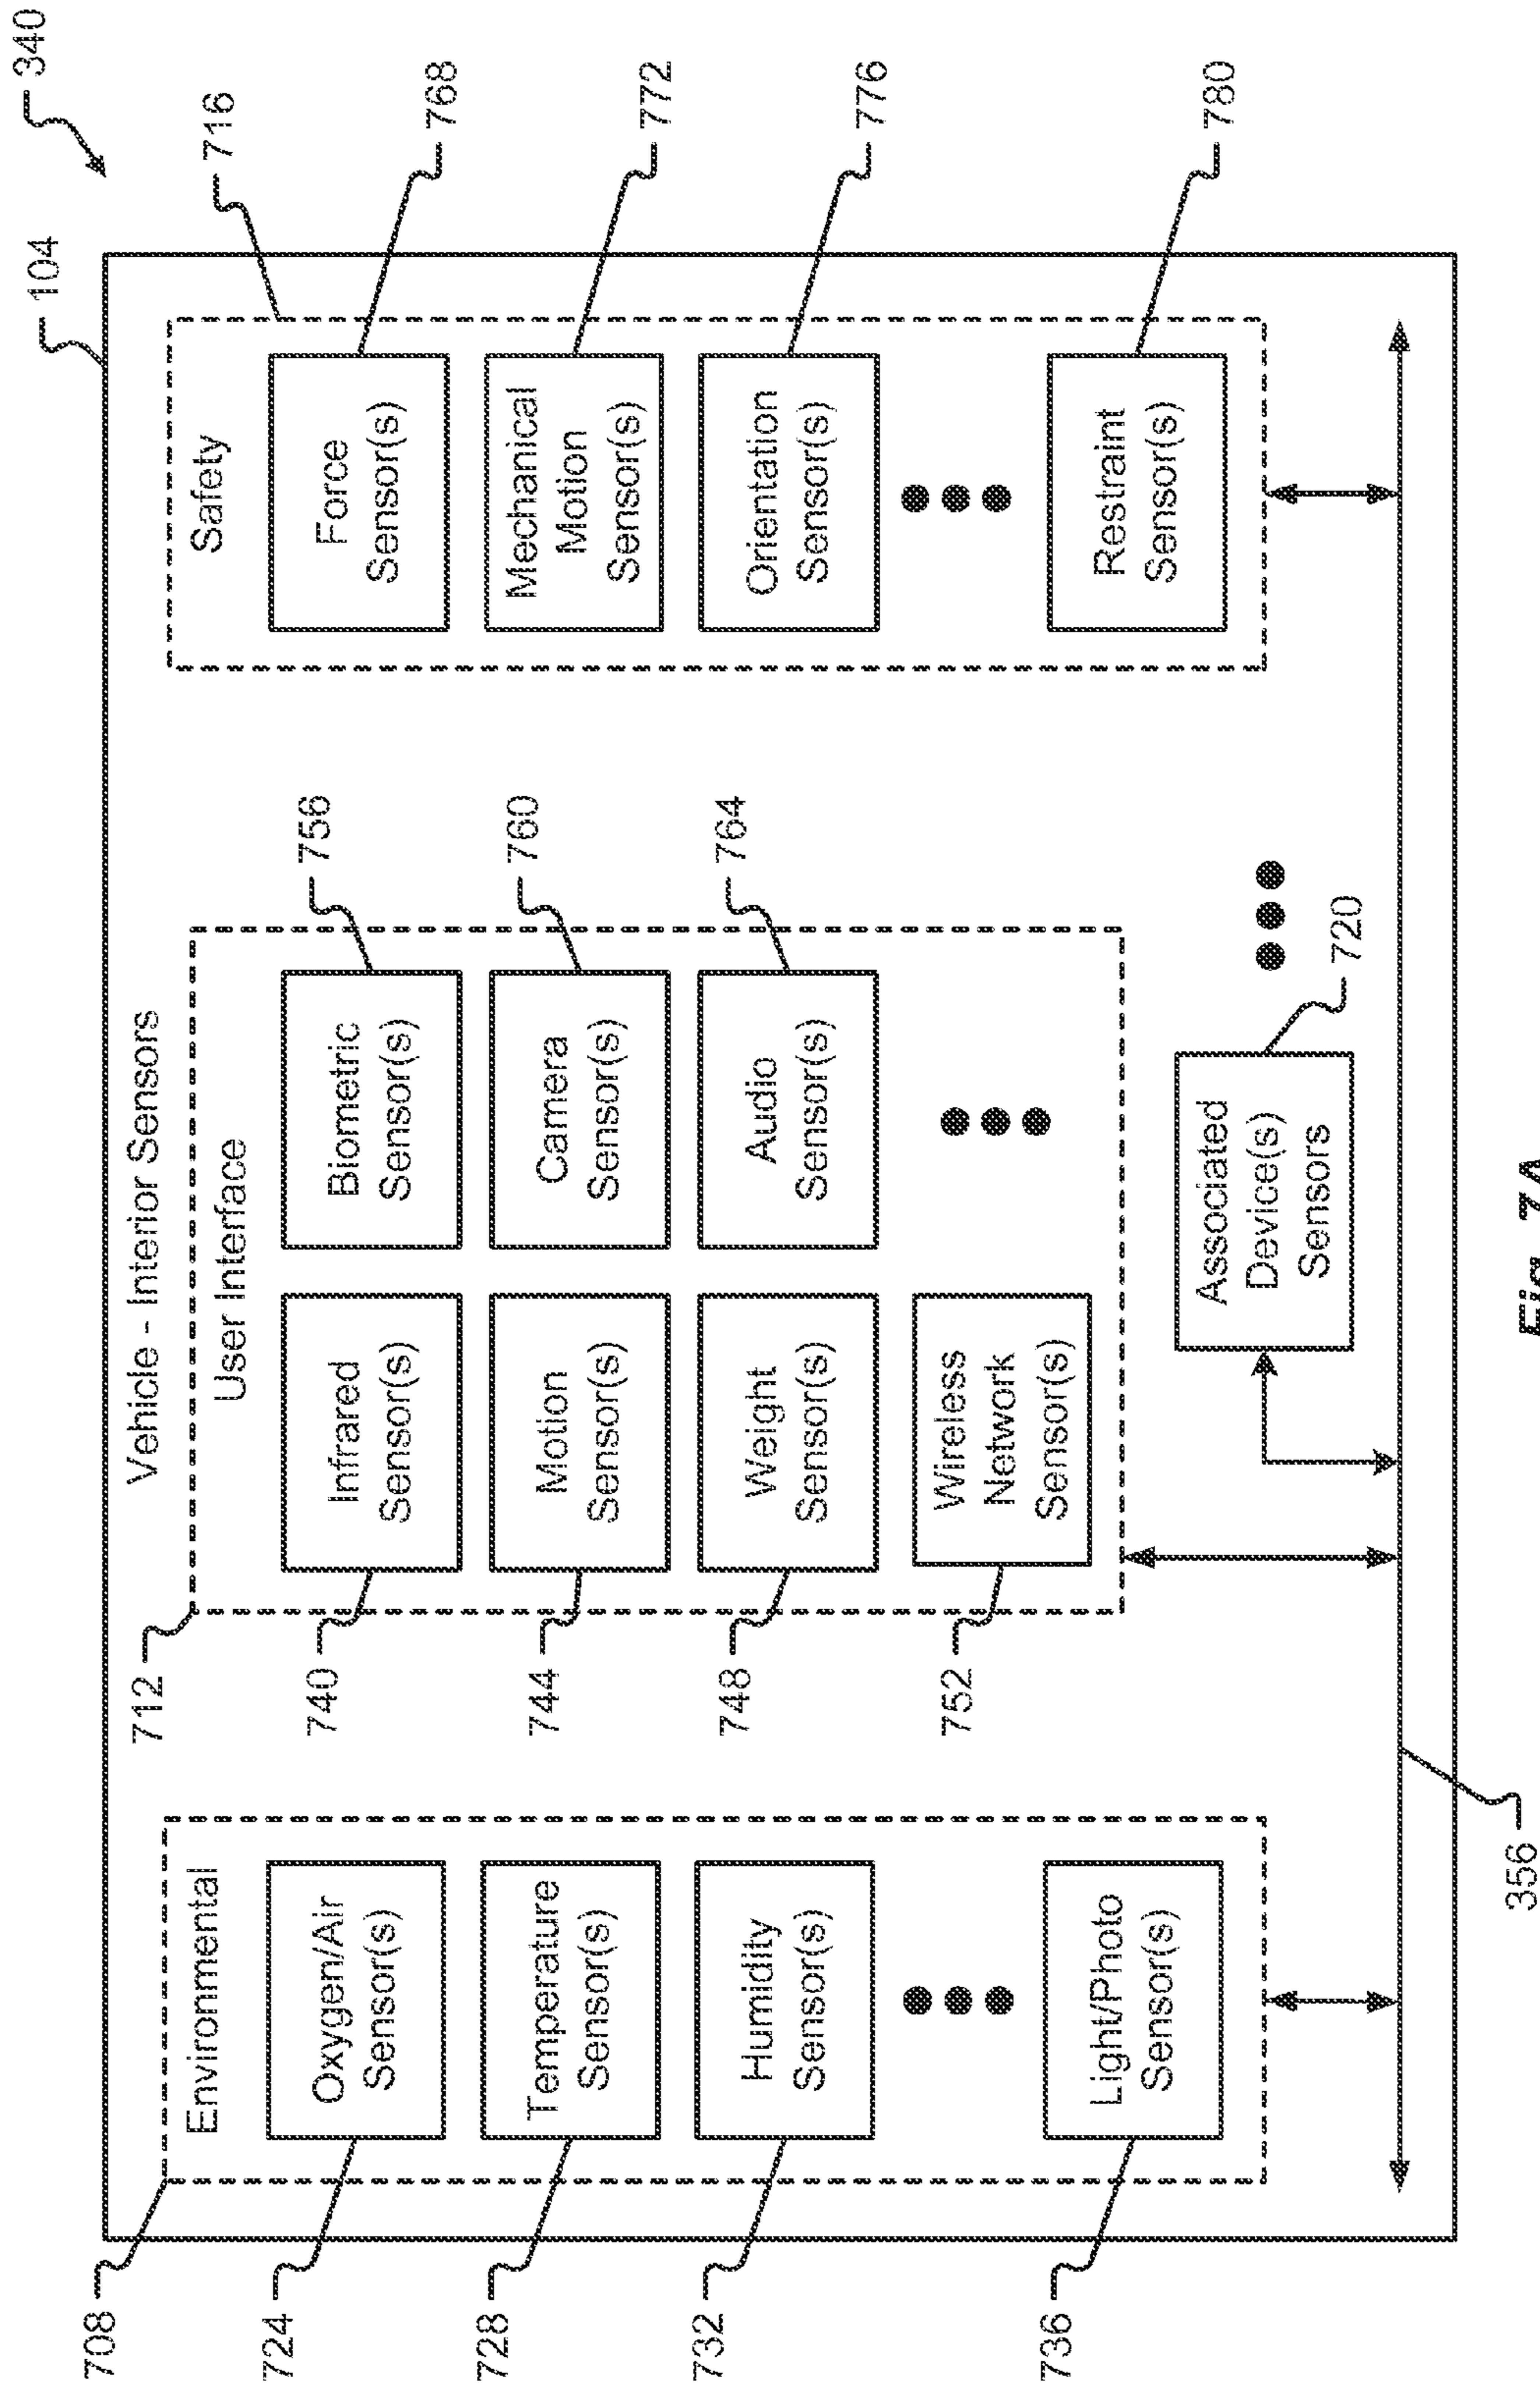 340
104
Vehicle - Interior Sensors
708
Environmental
724
Oxygen/Air
Sensor(s)
728
Temperature
Sensor(s)
732
Humidity
Sensor(s)
736
Light/Photo
Sensor(s)
712
User Interface
740
Infrared
Sensor(s)
756
Biometric
Sensor(s)
744
Motion
Sensor(s)
760
Camera
Sensor(s)
748
Weight
Sensor(s)
764
Audio
Sensor(s)
752
Wireless
Network
Sensor(s)
720
Associated
Device(s)
Sensors
716
Safety
768
Force
Sensor(s)
772
Mechanical
Motion
Sensor(s)
776
Orientation
Sensor(s)
780
Restraint
Sensor(s)
356
Fig. 7A